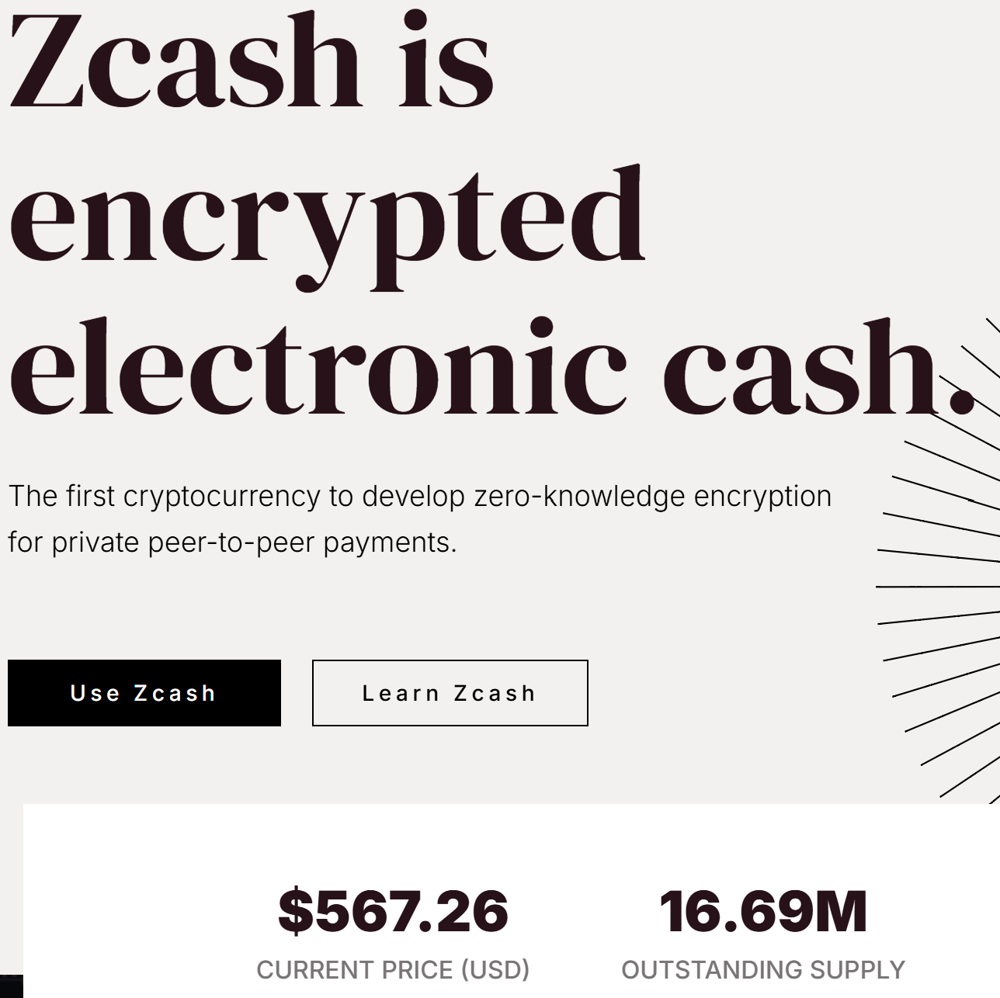 Zcash is
encrypted
electronic cash.
The first cryptocurrency to develop zero-knowledge encryption
for private peer-to-peer payments.
Use Zcash
Learn Zcash
$567.26
16.69M
CURRENT PRICE (USD)
OUTSTANDING SUPPLY